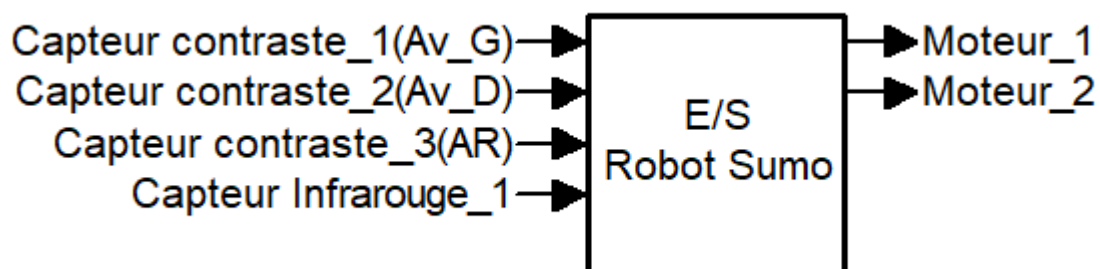 Capteur contraste_1(Av_G)
Capteur contraste_2(Av_D)
Capteur contraste_3(AR)
Capteur Infrarouge_1
E/S
Robot Sumo
Moteur_1
Moteur_2